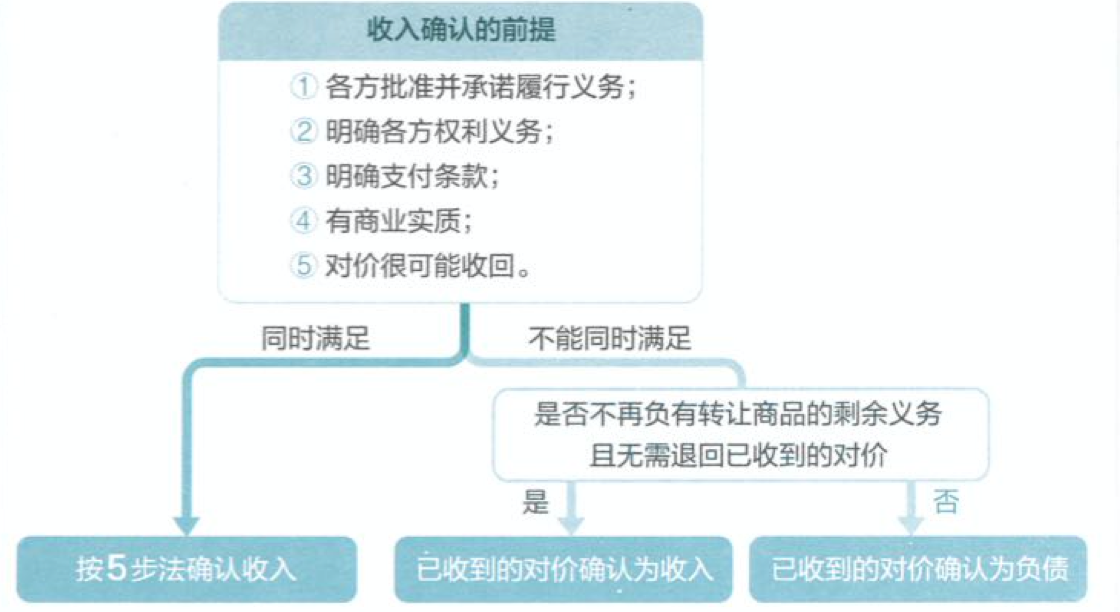 收入确认的前提
① 各方批准并承诺履行义务；
② 明确各方权利义务；
③ 明确支付条款；
④ 有商业实质；
⑤ 对价很可能收回。
同时满足
不能同时满足
是否不再负有转让商品的剩余义务
且无需退回已收到的对价
是
否
按5步法确认收入
已收到的对价确认为收入
已收到的对价确认为负债